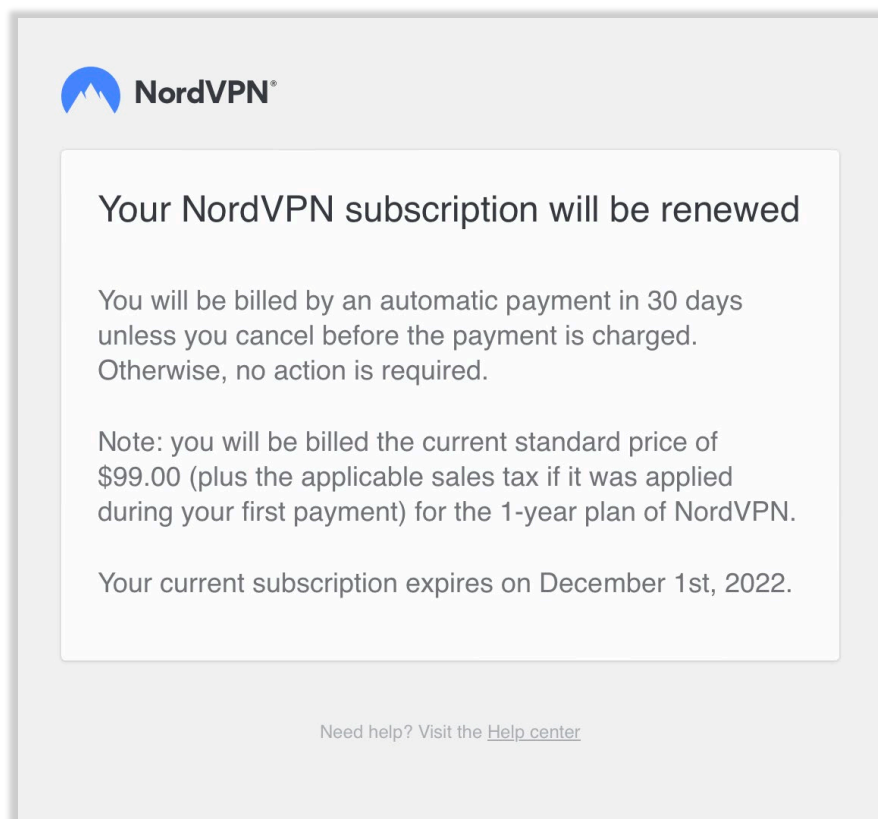 NordVPN®
Your NordVPN subscription will be renewed
You will be billed by an automatic payment in 30 days
unless you cancel before the payment is charged.
Otherwise, no action is required.
Note: you will be billed the current standard price of
$99.00 (plus the applicable sales tax if it was applied
during your first payment) for the 1-year plan of NordVPN.
Your current subscription expires on December 1st, 2022.
Need help? Visit the Help center